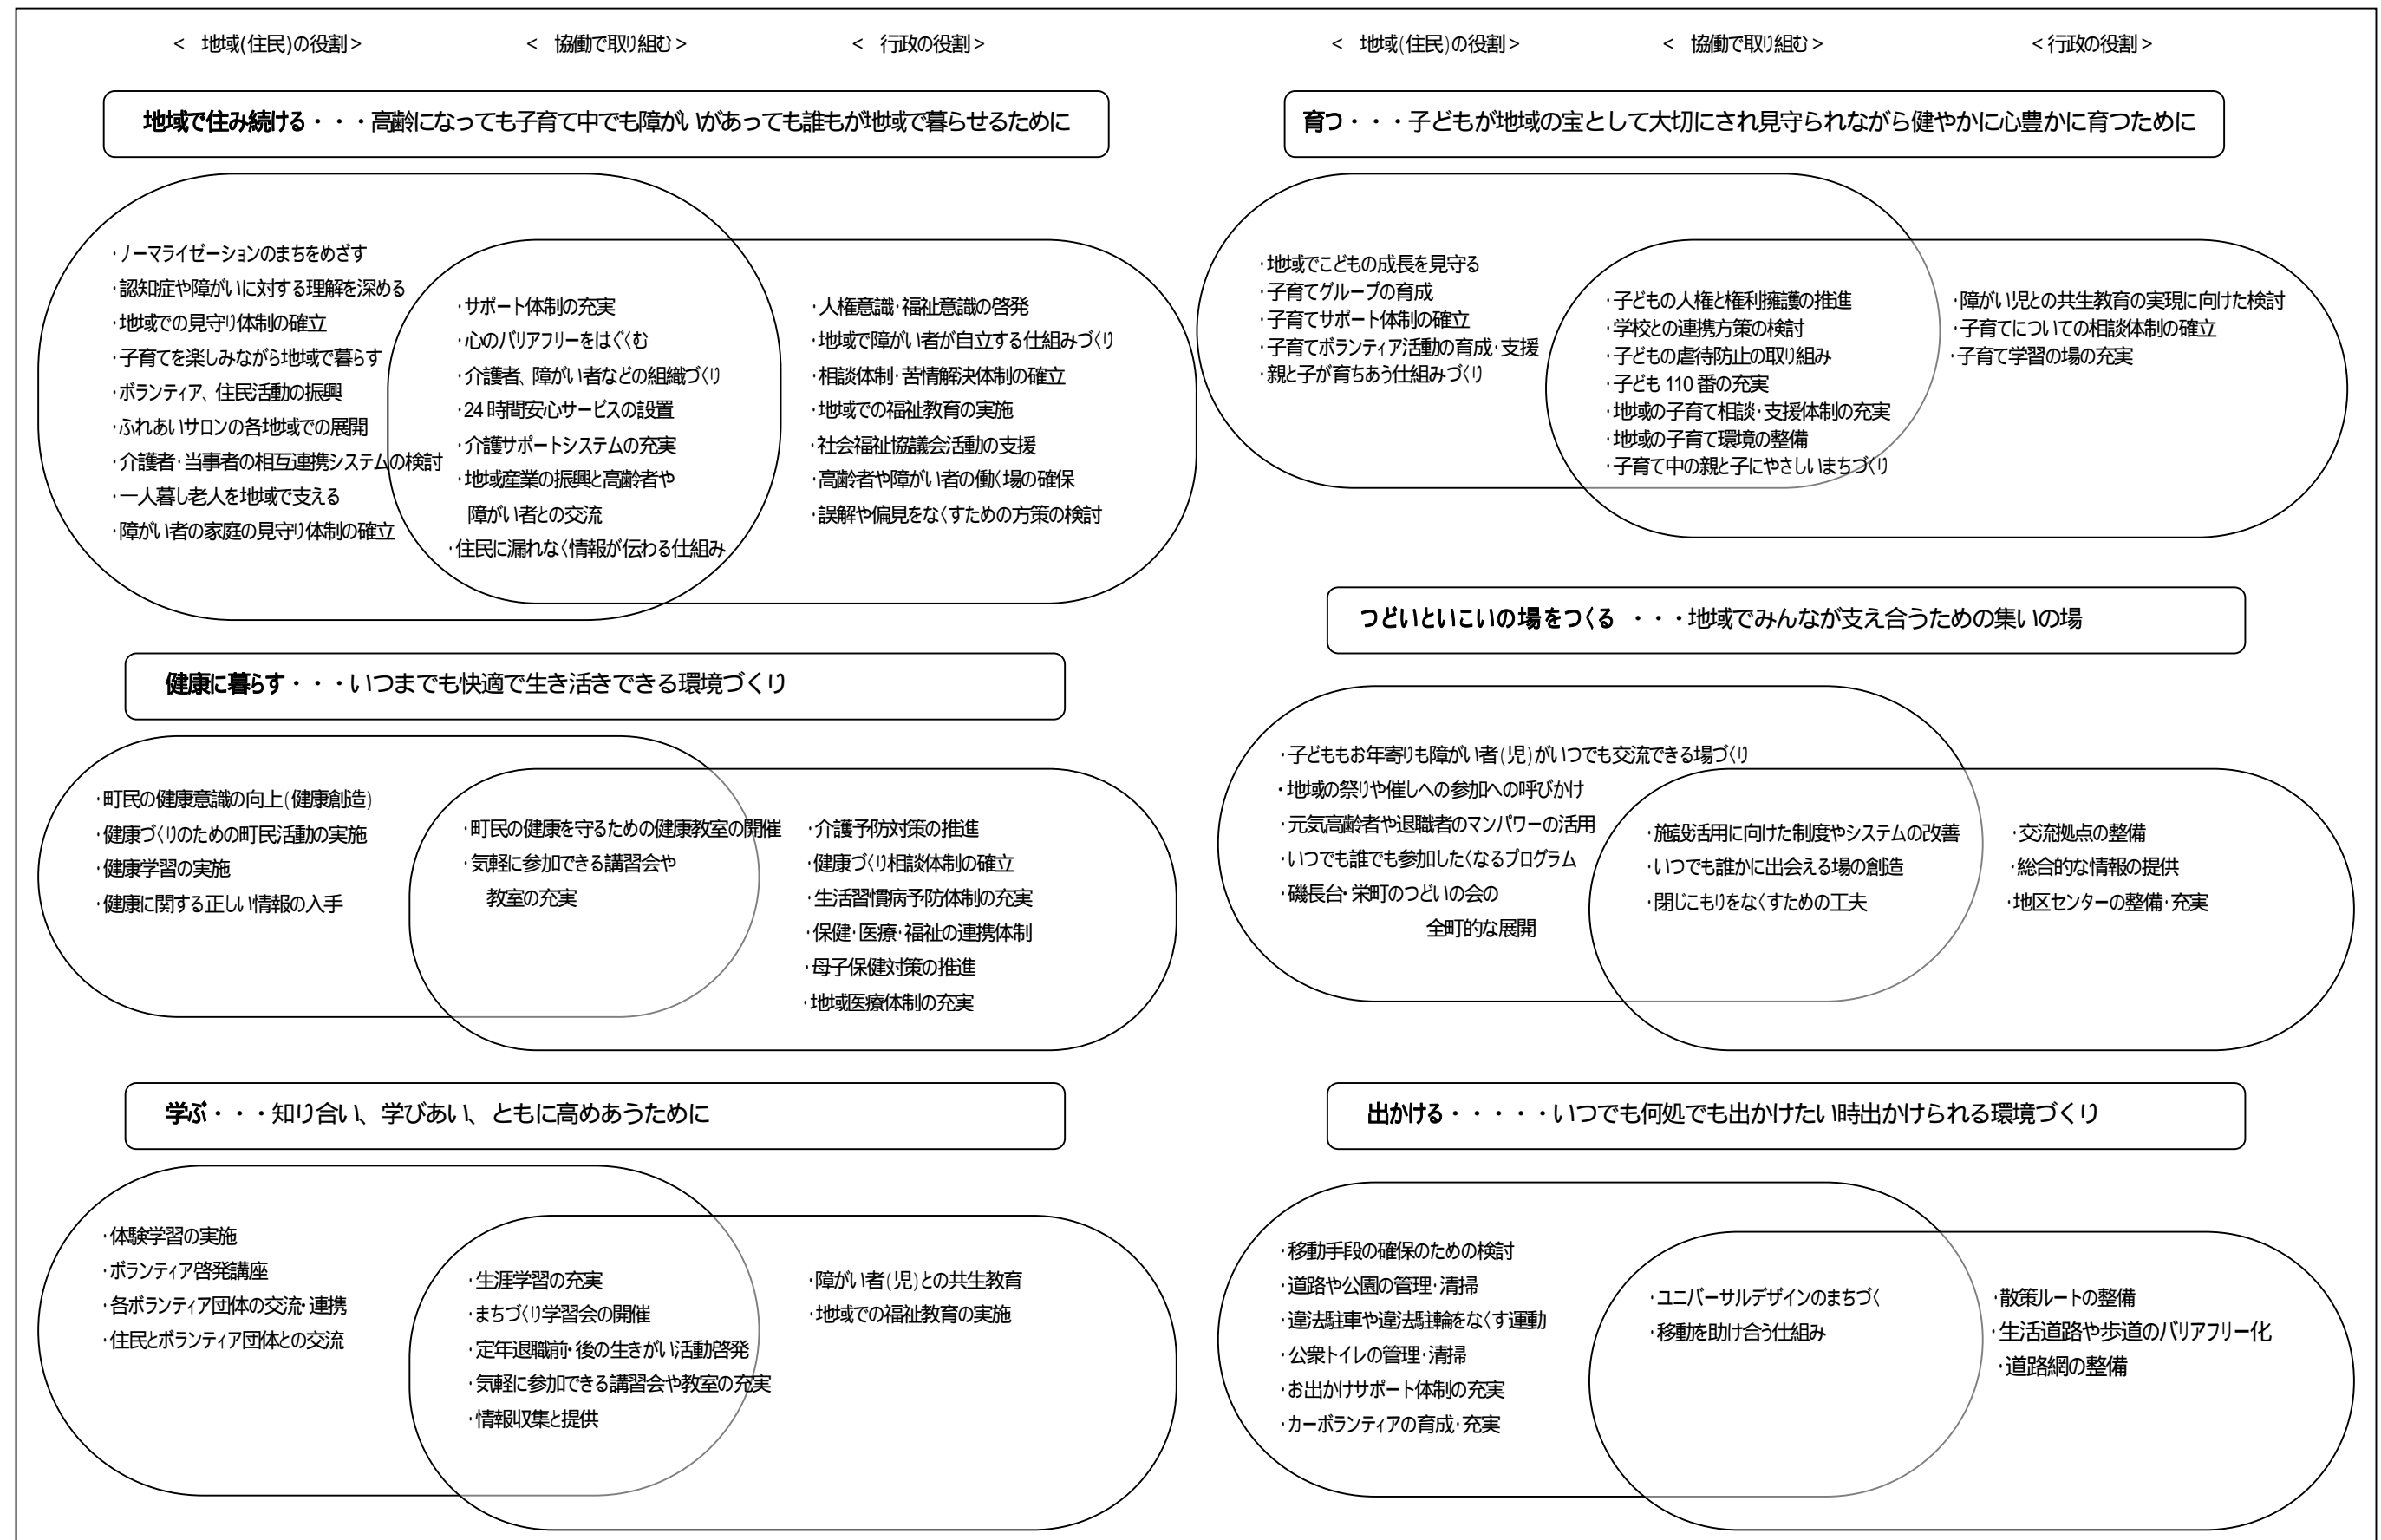 < 地域(住民)の役割>
< 協働で取り組む>
< 行政の役割>
地域で住み続ける・・・高齢になっても子育て中でも障がいがあっても誰もが地域で暮らせるために
・ノーマライゼーションのまちをめざす
・認知症や障がいに対する理解を深める
・地域での見守り体制の確立
・子育てを楽しみながら地域で暮らす
・ボランティア、住民活動の振興
・ふれあいサロンの各地域での展開
・介護者・当事者の相互連携システムの検討
・一人暮し老人を地域で支える
・障がい者の家庭の見守り体制の確立
・サポート体制の充実
・心のバリアフリーをはぐくむ
・介護者、障がい者などの組織づくり
・24時間安心サービスの設置
・介護サポートシステムの充実
・地域産業の振興と高齢者や
障がい者との交流
・住民に漏れなく情報が伝わる仕組み
・人権意識・福祉意識の啓発
・地域で障がい者が自立する仕組みづくり
・相談体制・苦情解決体制の確立
・地域での福祉教育の実施
・社会福祉協議会活動の支援
・高齢者や障がい者の働く場の確保
・誤解や偏見をなくすための方策の検討
健康に暮らす・・・いつまでも快適で生き活きできる環境づくり
・町民の健康意識の向上(健康創造)
・健康づくりのための町民活動の実施
・健康学習の実施
・健康に関する正しい情報の入手
・町民の健康を守るための健康教室の開催
・気軽に参加できる講習会や
教室の充実
・介護予防対策の推進
・健康づくり相談体制の確立
・生活習慣病予防体制の充実
・保健・医療・福祉の連携体制
・母子保健対策の推進
・地域医療体制の充実
学ぶ・・・知り合い、学びあい、ともに高めあうために
・体験学習の実施
・ボランティア啓発講座
・各ボランティア団体の交流・連携
・住民とボランティア団体との交流
・生涯学習の充実
・まちづくり学習会の開催
・定年退職前・後の生きがい活動啓発
・気軽に参加できる講習会や教室の充実
・情報収集と提供
・障がい者(児)との共生教育
・地域での福祉教育の実施
< 地域(住民)の役割>
< 協働で取り組む>
<行政の役割>
育つ・・・子どもが地域の宝として大切にされ見守られながら健やかに心豊かに育つために
・地域でこどもの成長を見守る
・子育てグループの育成
・子育てサポート体制の確立
・子育てボランティア活動の育成・支援
・親と子が育ちあう仕組みづくり
・子どもの人権と権利擁護の推進
・学校との連携方策の検討
・子どもの虐待防止の取り組み
・子ども110番の充実
・地域の子育て相談・支援体制の充実
・地域の子育て環境の整備
・子育て中の親と子にやさしいまちづくり
・障がい児との共生教育の実現に向けた検討
・子育てについての相談体制の確立
・子育て学習の場の充実
つどいといこいの場をつくる ・・・地域でみんなが支え合うための集いの場
・子どももお年寄りも障がい者(児)がいつでも交流できる場づくり
・地域の祭りや催しへの参加への呼びかけ
・元気高齢者や退職者のマンパワーの活用
・いつでも誰でも参加したくなるプログラム
・磯長台・栄町のつどいの会の
全町的な展開
・施設活用に向けた制度やシステムの改善
・いつでも誰かに出会える場の創造
・閉じこもりをなくすための工夫
・交流拠点の整備
・総合的な情報の提供
・地区センターの整備・充実
出かける・・・・・いつでも何処でも出かけたい時出かけられる環境づくり
・移動手段の確保のための検討
・道路や公園の管理・清掃
・違法駐車や違法駐輪をなくす運動
・公衆トイレの管理・清掃
・お出かけサポート体制の充実
・カーボランティアの育成・充実
・ユニバーサルデザインのまちづく
・移動を助け合う仕組み
・散策ルートの整備
・生活道路や歩道のバリアフリー化
・道路網の整備